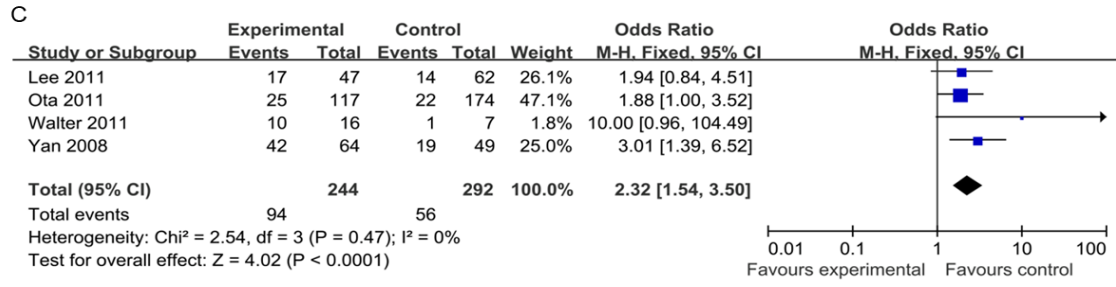 C
Experimental Control Odds Ratio Odds Ratio
Study or Subgroup Events Total Events Total Weight M-H, Fixed, 95% CI M-H, Fixed, 95% CI
Lee 2011 17 47 14 62 26.1% 1.94 [0.84, 4.51]
Ota 2011 25 117 22 174 47.1% 1.88 [1.00, 3.52]
Walter 2011 10 16 1 7 1.8% 10.00 [0.96, 104.49]
Yan 2008 42 64 19 49 25.0% 3.01 [1.39, 6.52]
Total (95% CI) 244 292 100.0% 2.32 [1.54, 3.50]
Total events 94 56
Heterogeneity: Chi² = 2.54, df = 3 (P = 0.47); I² = 0%
Test for overall effect: Z = 4.02 (P < 0.0001)
0.01 0.1 1 10 100
Favours experimental Favours control